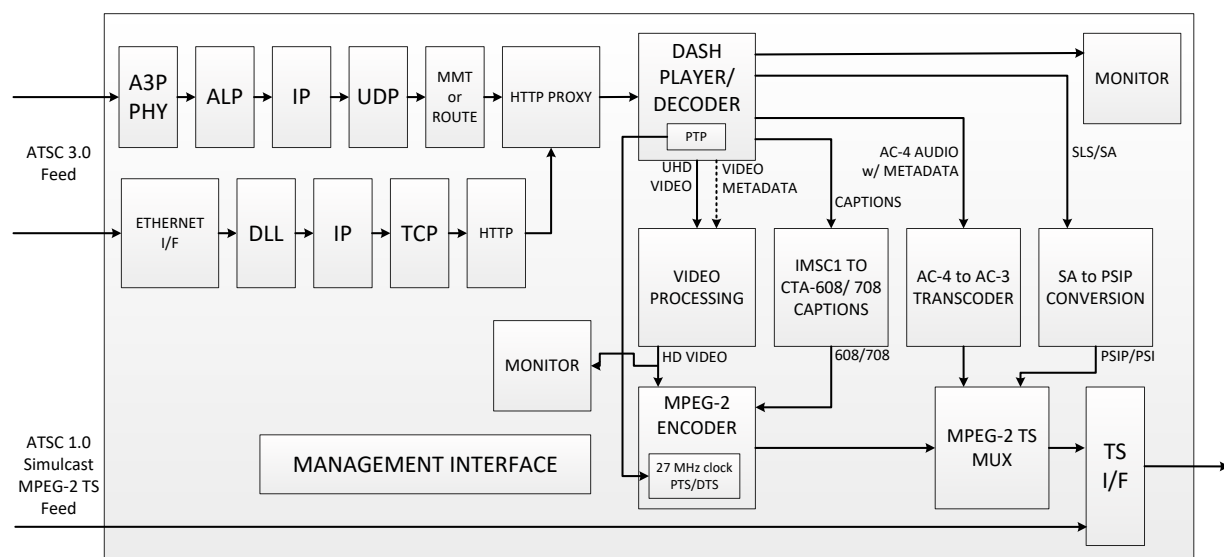 A3P
PHY
ALP
IP
UDP
MMT
or
ROUTE
HTTP PROXY
DASH
PLAYER/
DECODER
PTP
MONITOR
ATSC 3.0
Feed
ETHERNET
I/F
DLL
IP
TCP
HTTP
UHD
VIDEO
VIDEO
METADATA
CAPTIONS
AC-4 AUDIO
w/ METADATA
SLS/SA
VIDEO
PROCESSING
IMSC1 TO
CTA-608/ 708
CAPTIONS
AC-4 to AC-3
TRANSCODER
SA to PSIP
CONVERSION
MONITOR
HD VIDEO
608/708
PSIP/PSI
MPEG-2
ENCODER
27 MHz clock
PTS/DTS
MPEG-2 TS
MUX
TS
I/F
MANAGEMENT INTERFACE
ATSC 1.0
Simulcast
MPEG-2 TS
Feed